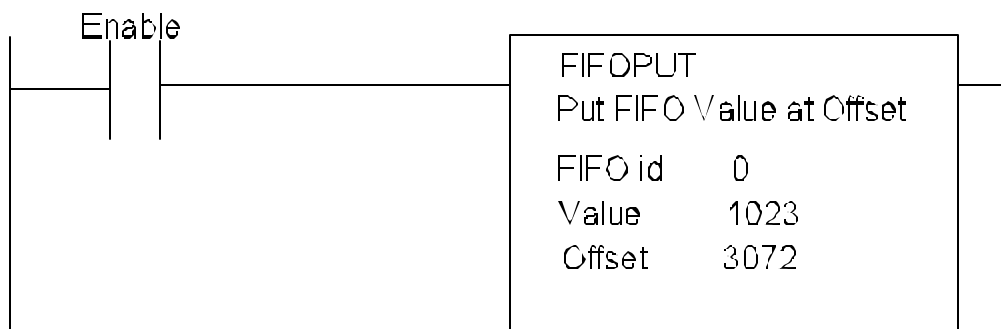 Enable
FIFOPUT
Put FIFO Value at Offset
FIFO id 0
Value 1023
Offset 3072